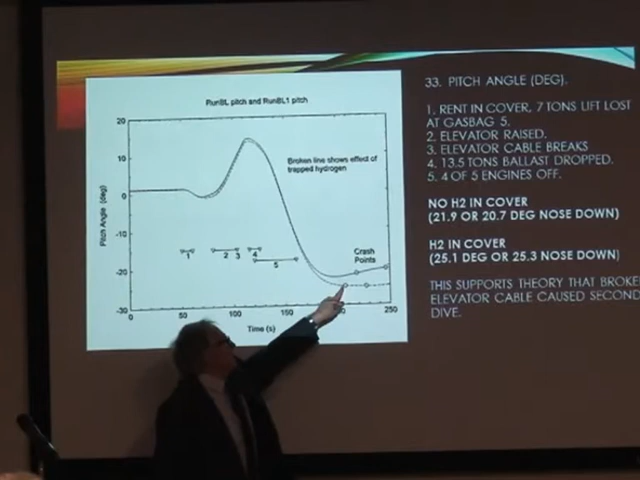 RunBL pitch and RunBL1 pitch
20
10
0
-10
-20
-30
Pitch Angle (deg)
Broken line shows effect of
trapped hydrogen
1
2
3
4
5
Crash
Points
0
50
100
150
200
250
Time (s)
33. PITCH ANGLE (DEG).
1, RENT IN COVER, 7 TONS LIFT LOST
AT GASBAG 5.
2. ELEVATOR RAISED.
3. ELEVATOR CABLE BREAKS
4. 13.5 TONS BALLAST DROPPED.
5. 4 OF 5 ENGINES OFF.
NO H2 IN COVER
(21.9 OR 20.7 DEG NOSE DOWN)
H2 IN COVER
(25.1 DEG OR 25.3 NOSE DOWN)
THIS SUPPORTS THEORY THAT BROKE
ELEVATOR CABLE CAUSED SECOND
DIVE.